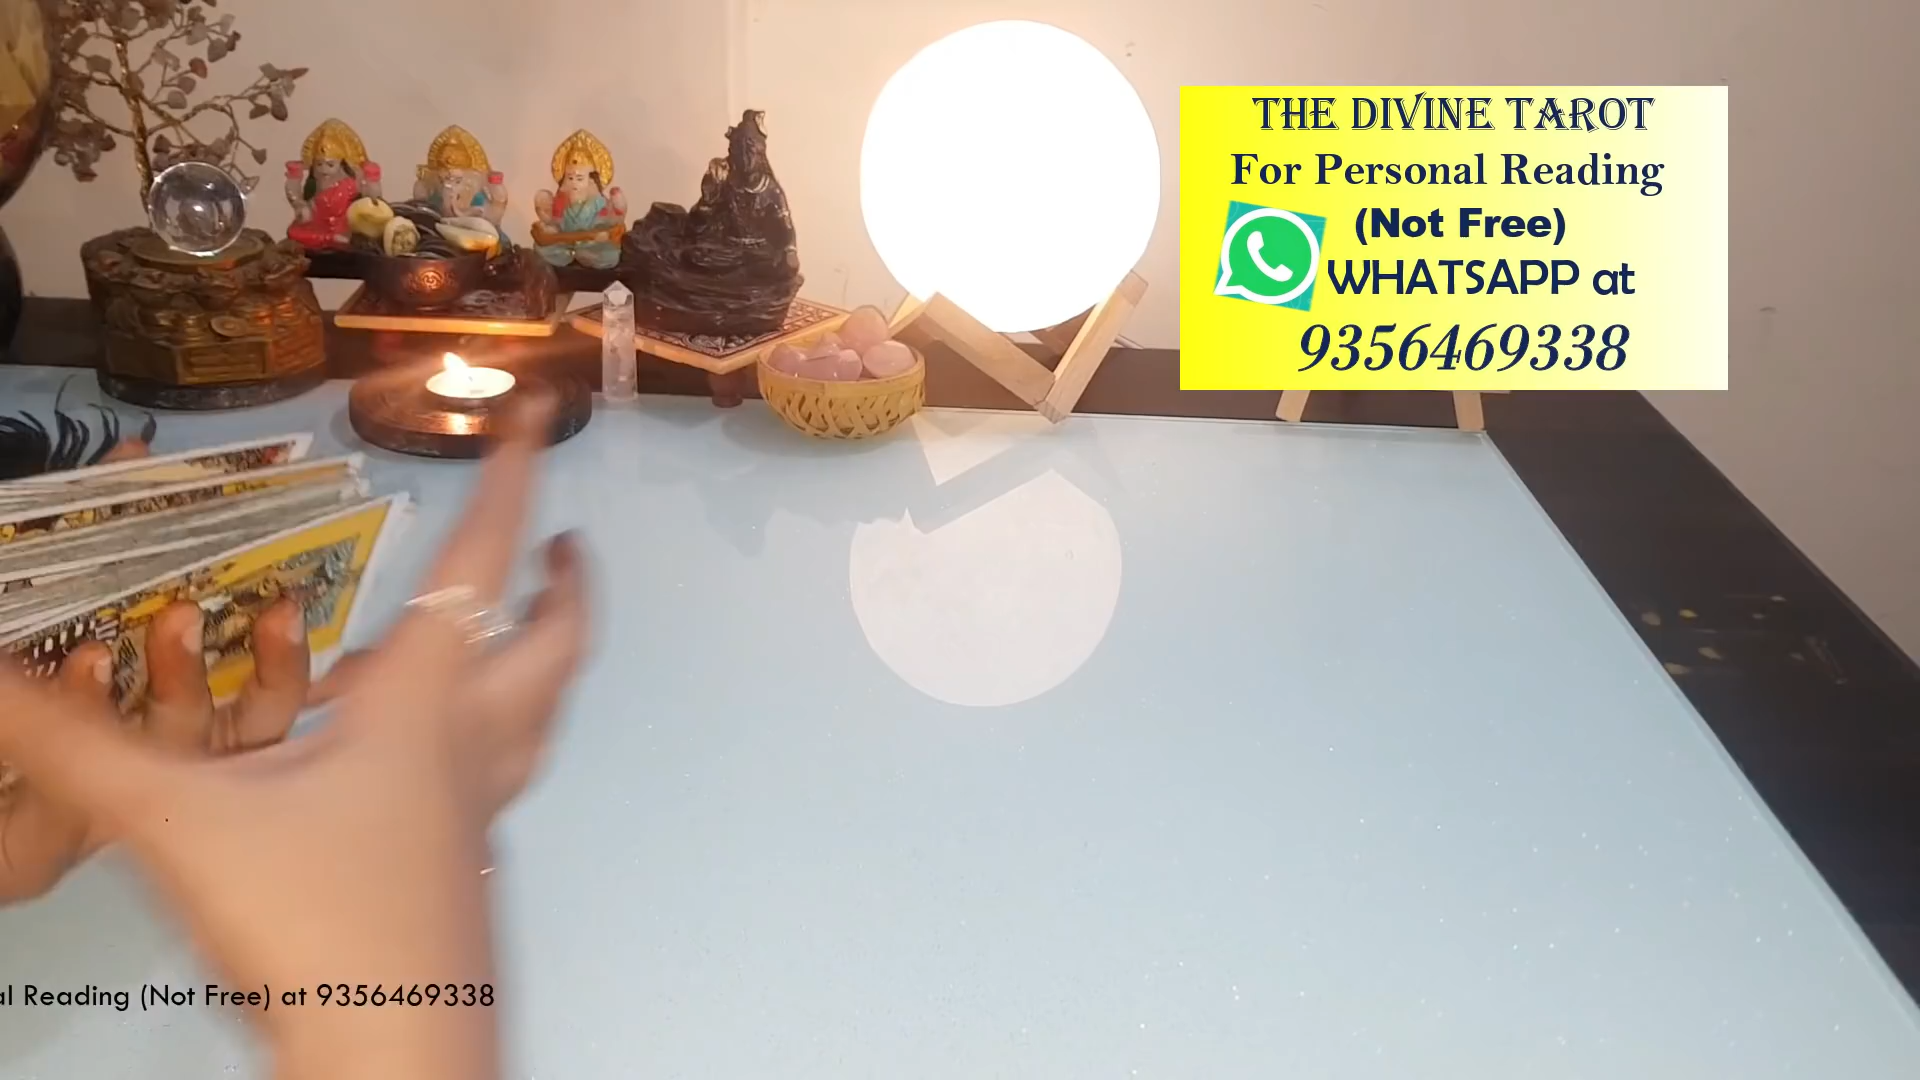 THE DIVINE TAROT
For Personal Reading
(Not Free)
WHATSAPP at
9356469338
Reading (Not Free) at 9356469338